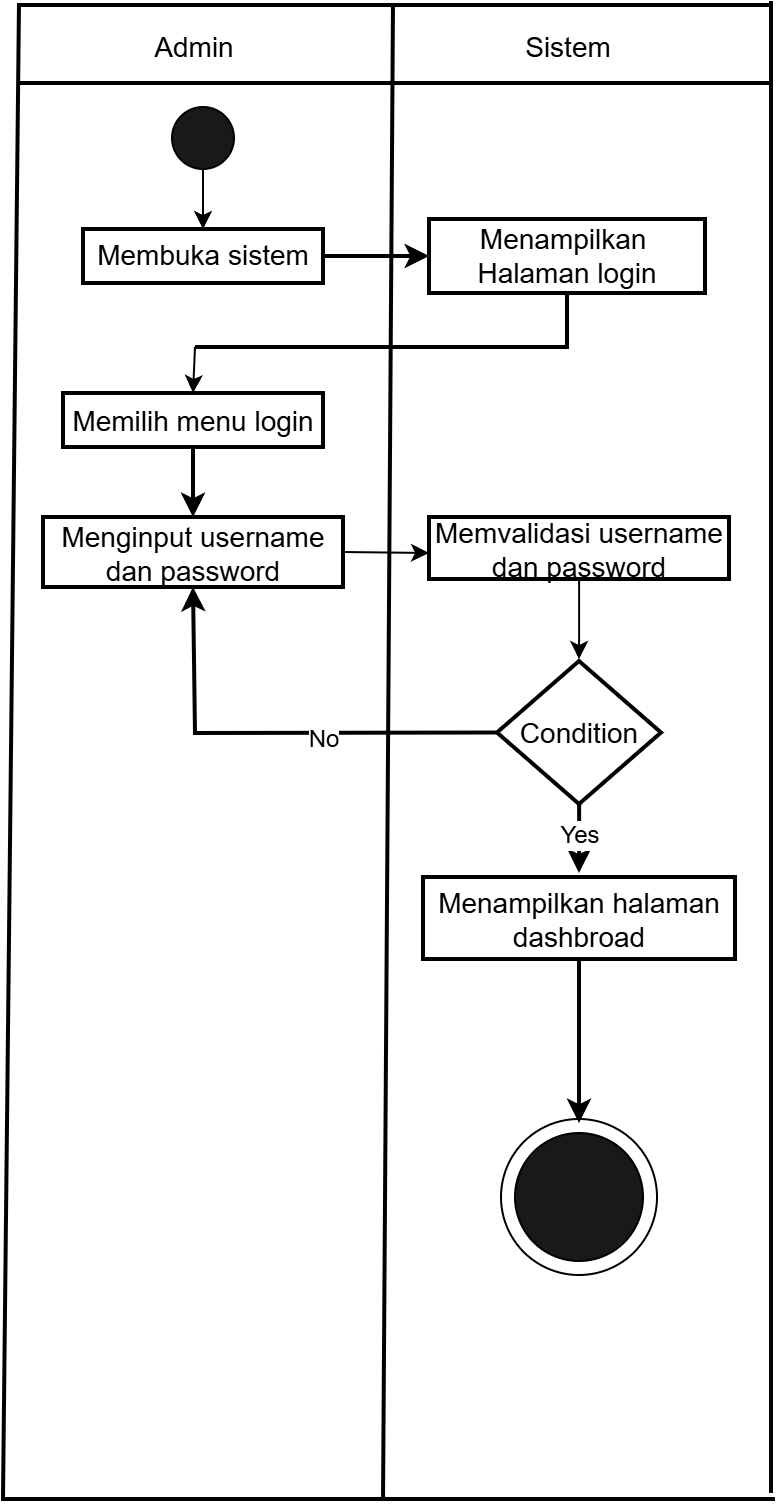 Admin
Sistem
Membuka sistem
Menampilkan
Halaman login
Memilih menu login
Menginput username
dan password
Memvalidasi username
dan password
Condition
No
Yes
Menampilkan halaman
dashbroad